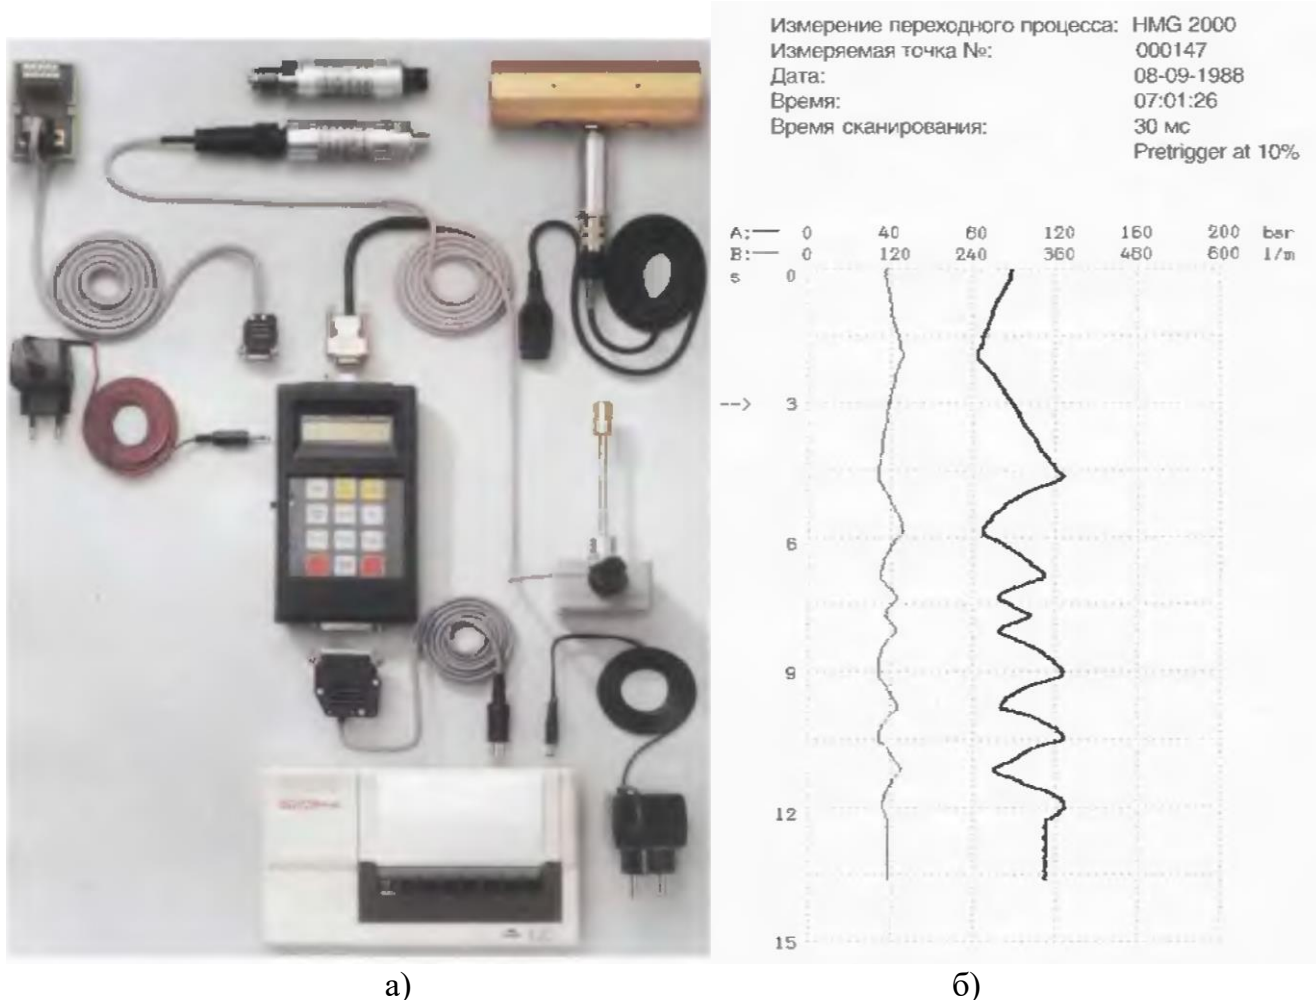 Измерение переходного процесса: HMG 2000
Измеряемая точка №: 000147
Дата: 08-09-1988
Время: 07:01:26
Время сканирования: 30 мс
Pretrigger at 10%
A: 0 40 60 120 160 200 bar
B: 0 120 240 360 480 600 l/m
s 0
--> 3
6
9
12
15
а) б)